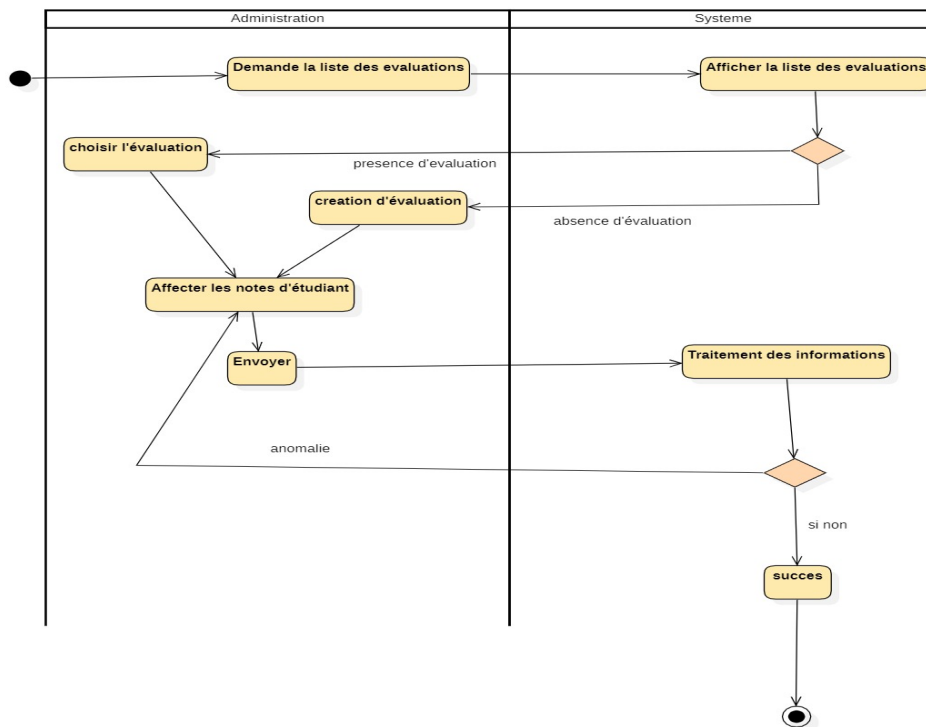 Administration
Systeme
Demande la liste des evaluations
Afficher la liste des evaluations
choisir l'évaluation
presence d'evaluation
creation d'évaluation
absence d'évaluation
Affecter les notes d'étudiant
Envoyer
Traitement des informations
anomalie
si non
succes